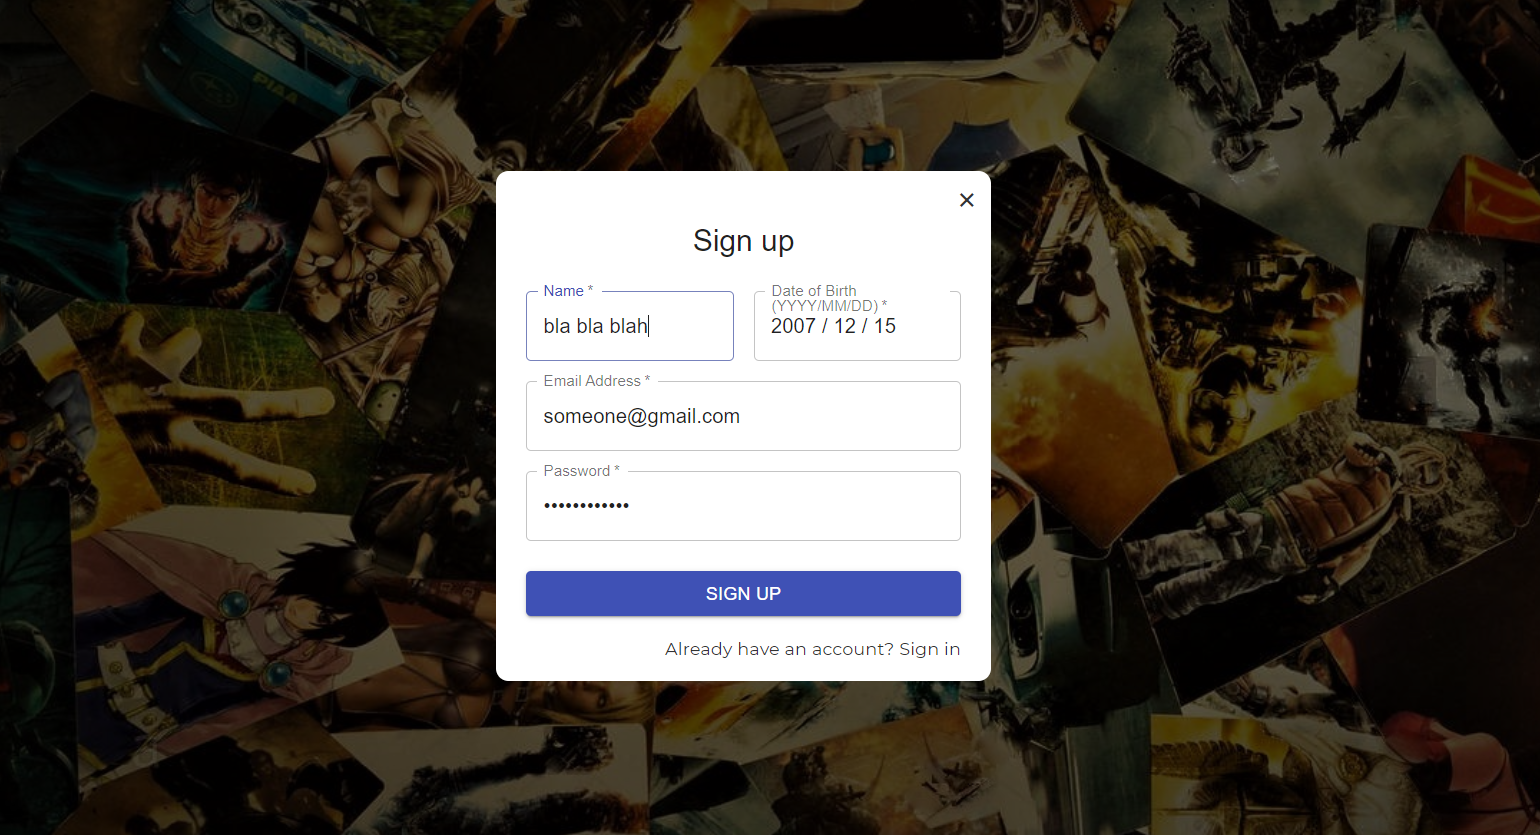 PIAA
×
Sign up
Name *
Date of Birth
(YYYY/MM/DD) *
bla bla blah
2007 / 12 / 15
Email Address *
someone@gmail.com
Password *
••••••••••••
SIGN UP
Already have an account? Sign in